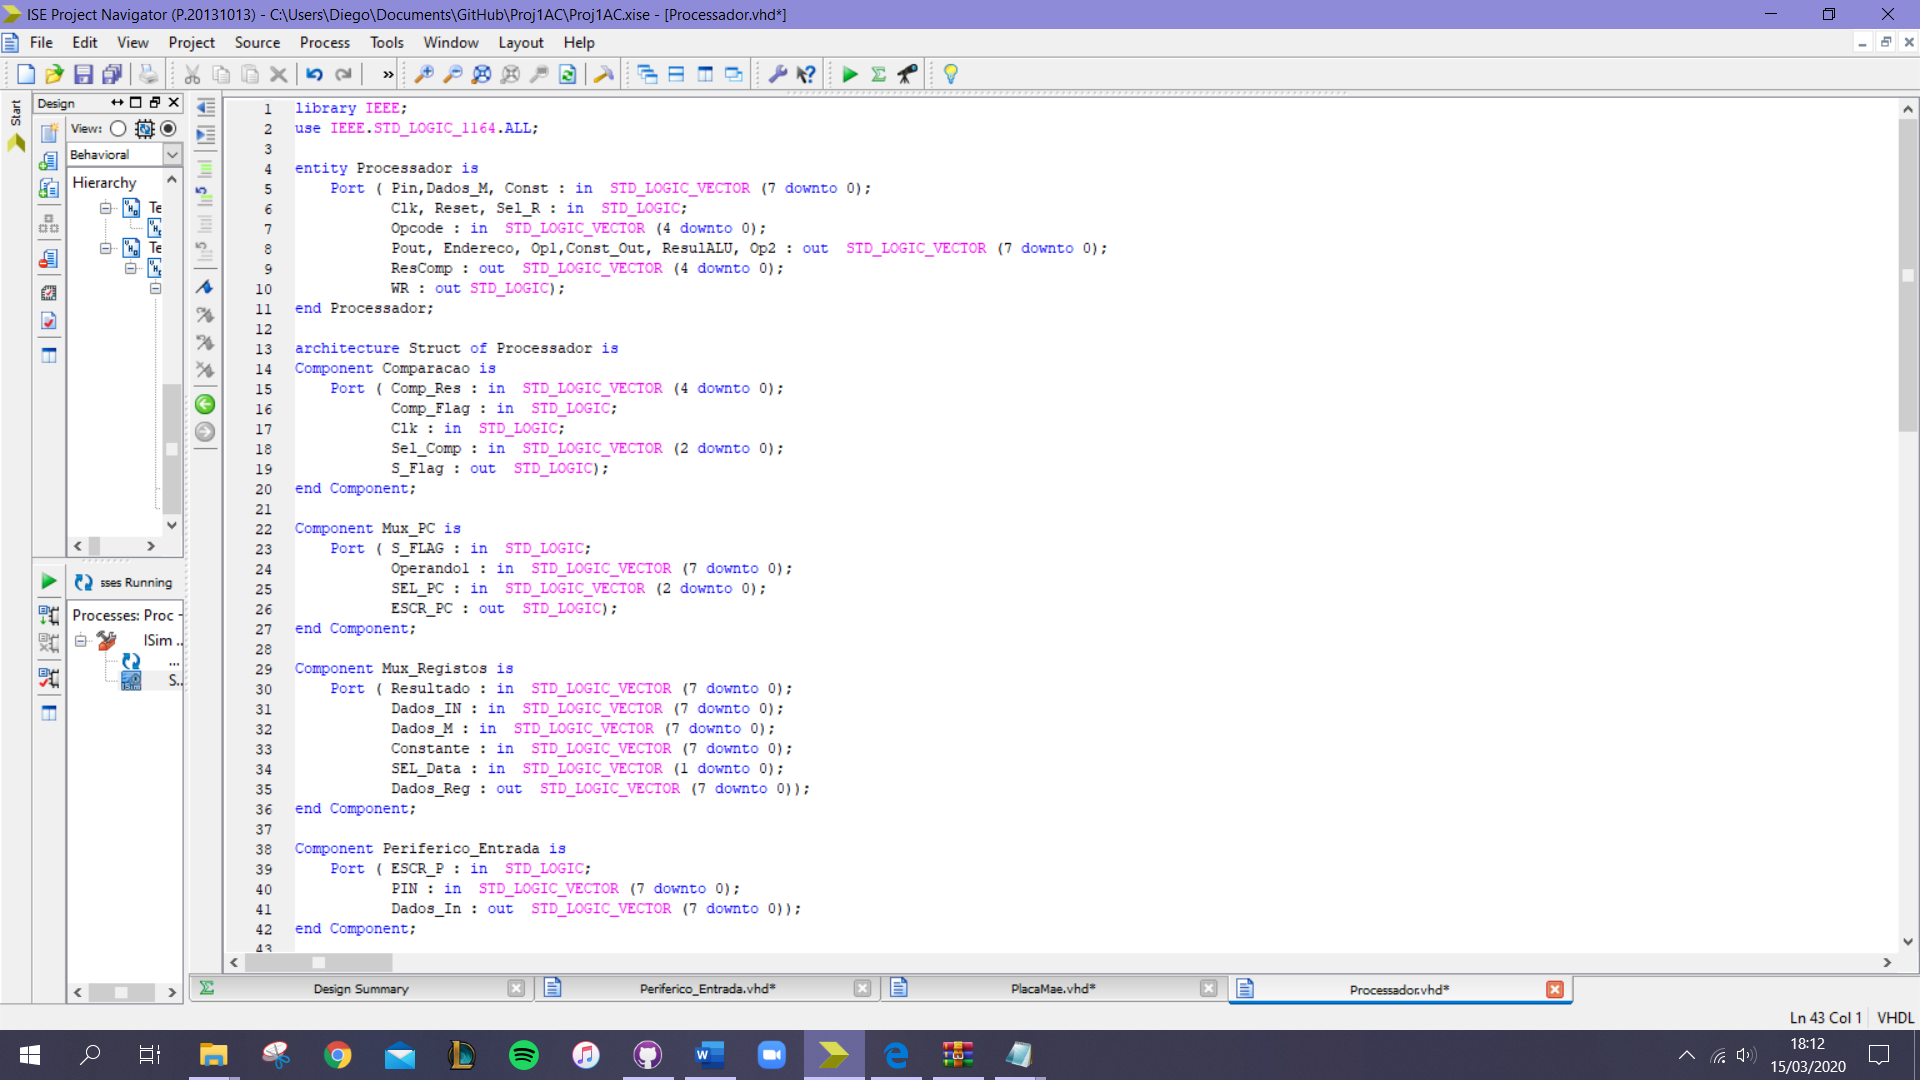 ISE Project Navigator (P.20131013) - C:\Users\Diego\Documents\GitHub\Proj1AC\Proj1AC.xise - [Processador.vhd*]
File Edit View Project Source Process Tools Window Layout Help
Start
Design
View:
Behavioral
Hierarchy
Te
Te
sses Running
Processes: Proc -
ISim ..
...
S..
1 library IEEE;
2 use IEEE.STD_LOGIC_1164.ALL;
3
4 entity Processador is
5 Port ( Pin,Dados_M, Const : in STD_LOGIC_VECTOR (7 downto 0);
6 Clk, Reset, Sel_R : in STD_LOGIC;
7 Opcode : in STD_LOGIC_VECTOR (4 downto 0);
8 Pout, Endereco, Op1,Const_Out, ResulALU, Op2 : out STD_LOGIC_VECTOR (7 downto 0);
9 ResComp : out STD_LOGIC_VECTOR (4 downto 0);
10 WR : out STD_LOGIC);
11 end Processador;
12
13 architecture Struct of Processador is
14 Component Comparacao is
15 Port ( Comp_Res : in STD_LOGIC_VECTOR (4 downto 0);
16 Comp_Flag : in STD_LOGIC;
17 Clk : in STD_LOGIC;
18 Sel_Comp : in STD_LOGIC_VECTOR (2 downto 0);
19 S_Flag : out STD_LOGIC);
20 end Component;
21
22 Component Mux_PC is
23 Port ( S_FLAG : in STD_LOGIC;
24 Operando1 : in STD_LOGIC_VECTOR (7 downto 0);
25 SEL_PC : in STD_LOGIC_VECTOR (2 downto 0);
26 ESCR_PC : out STD_LOGIC);
27 end Component;
28
29 Component Mux_Registos is
30 Port ( Resultado : in STD_LOGIC_VECTOR (7 downto 0);
31 Dados_IN : in STD_LOGIC_VECTOR (7 downto 0);
32 Dados_M : in STD_LOGIC_VECTOR (7 downto 0);
33 Constante : in STD_LOGIC_VECTOR (7 downto 0);
34 SEL_Data : in STD_LOGIC_VECTOR (1 downto 0);
35 Dados_Reg : out STD_LOGIC_VECTOR (7 downto 0));
36 end Component;
37
38 Component Periferico_Entrada is
39 Port ( ESCR_P : in STD_LOGIC;
40 PIN : in STD_LOGIC_VECTOR (7 downto 0);
41 Dados_In : out STD_LOGIC_VECTOR (7 downto 0));
42 end Component;
43
Design Summary
Periferico_Entrada.vhd*
PlacaMae.vhd*
Processador.vhd*
Ln 43 Col 1 VHDL
18:12
15/03/2020